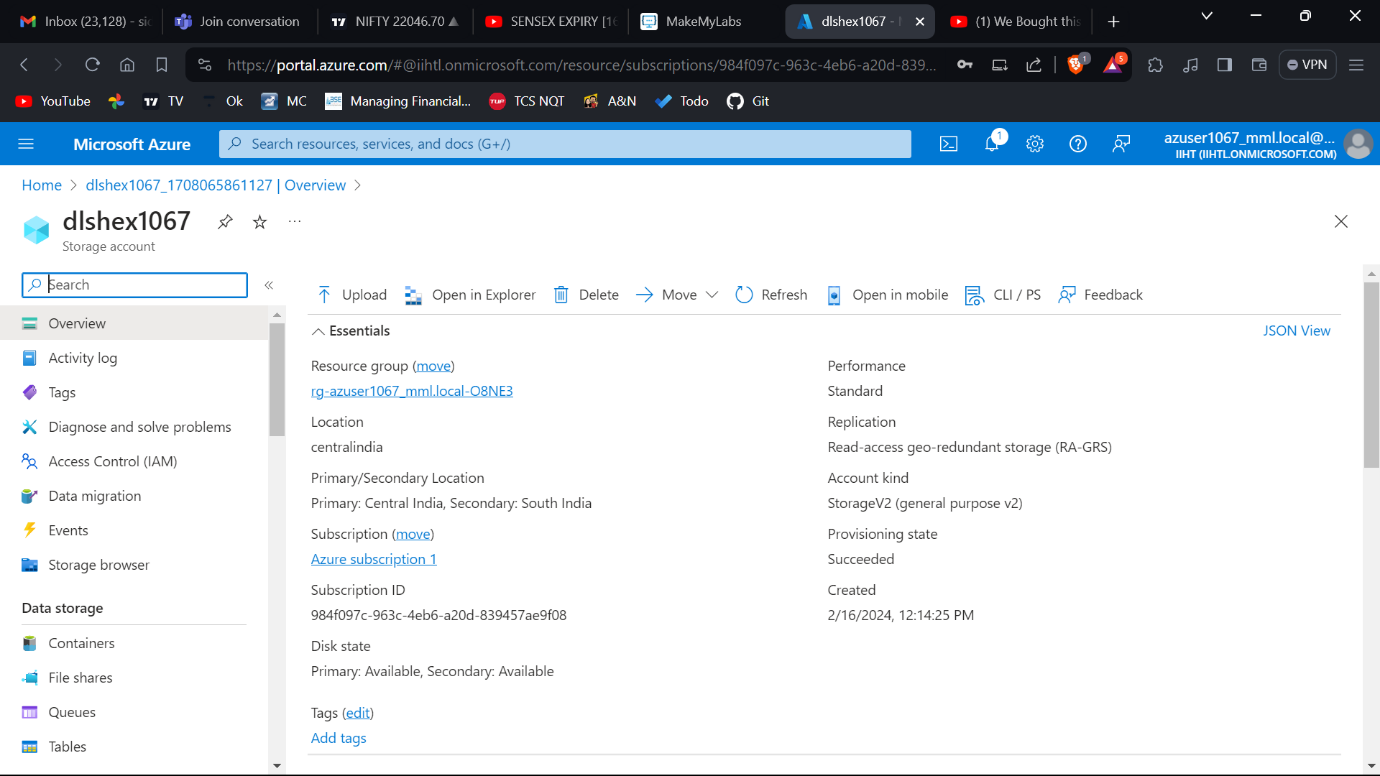 Inbox (23,128) - sid
Join conversation
NIFTY 22046.70 ▲
SENSEX EXPIRY [16
MakeMyLabs
dlshex1067 -
(1) We Bought this
https://portal.azure.com/#@iihtl.onmicrosoft.com/resource/subscriptions/984f097c-963c-4eb6-a20d-839...
1
5
VPN
YouTube
TV
Ok
MC
Managing Financial...
TCS NQT
A&N
Todo
Git
Microsoft Azure
Search resources, services, and docs (G+/)
1
azuser1067_mml.local@...
IIHT (IIHTL.ONMICROSOFT.COM)
Home > dlshex1067_1708065861127 | Overview >
dlshex1067
Storage account
Search
Upload
Open in Explorer
Delete
Move
Refresh
Open in mobile
CLI / PS
Feedback
Overview
Activity log
Tags
Diagnose and solve problems
Access Control (IAM)
Data migration
Events
Storage browser
Data storage
Containers
File shares
Queues
Tables
Essentials
JSON View
Resource group (move)
rg-azuser1067_mml.local-O8NE3
Location
centralindia
Primary/Secondary Location
Primary: Central India, Secondary: South India
Subscription (move)
Azure subscription 1
Subscription ID
984f097c-963c-4eb6-a20d-839457ae9f08
Disk state
Primary: Available, Secondary: Available
Tags (edit)
Add tags
Performance
Standard
Replication
Read-access geo-redundant storage (RA-GRS)
Account kind
StorageV2 (general purpose v2)
Provisioning state
Succeeded
Created
2/16/2024, 12:14:25 PM